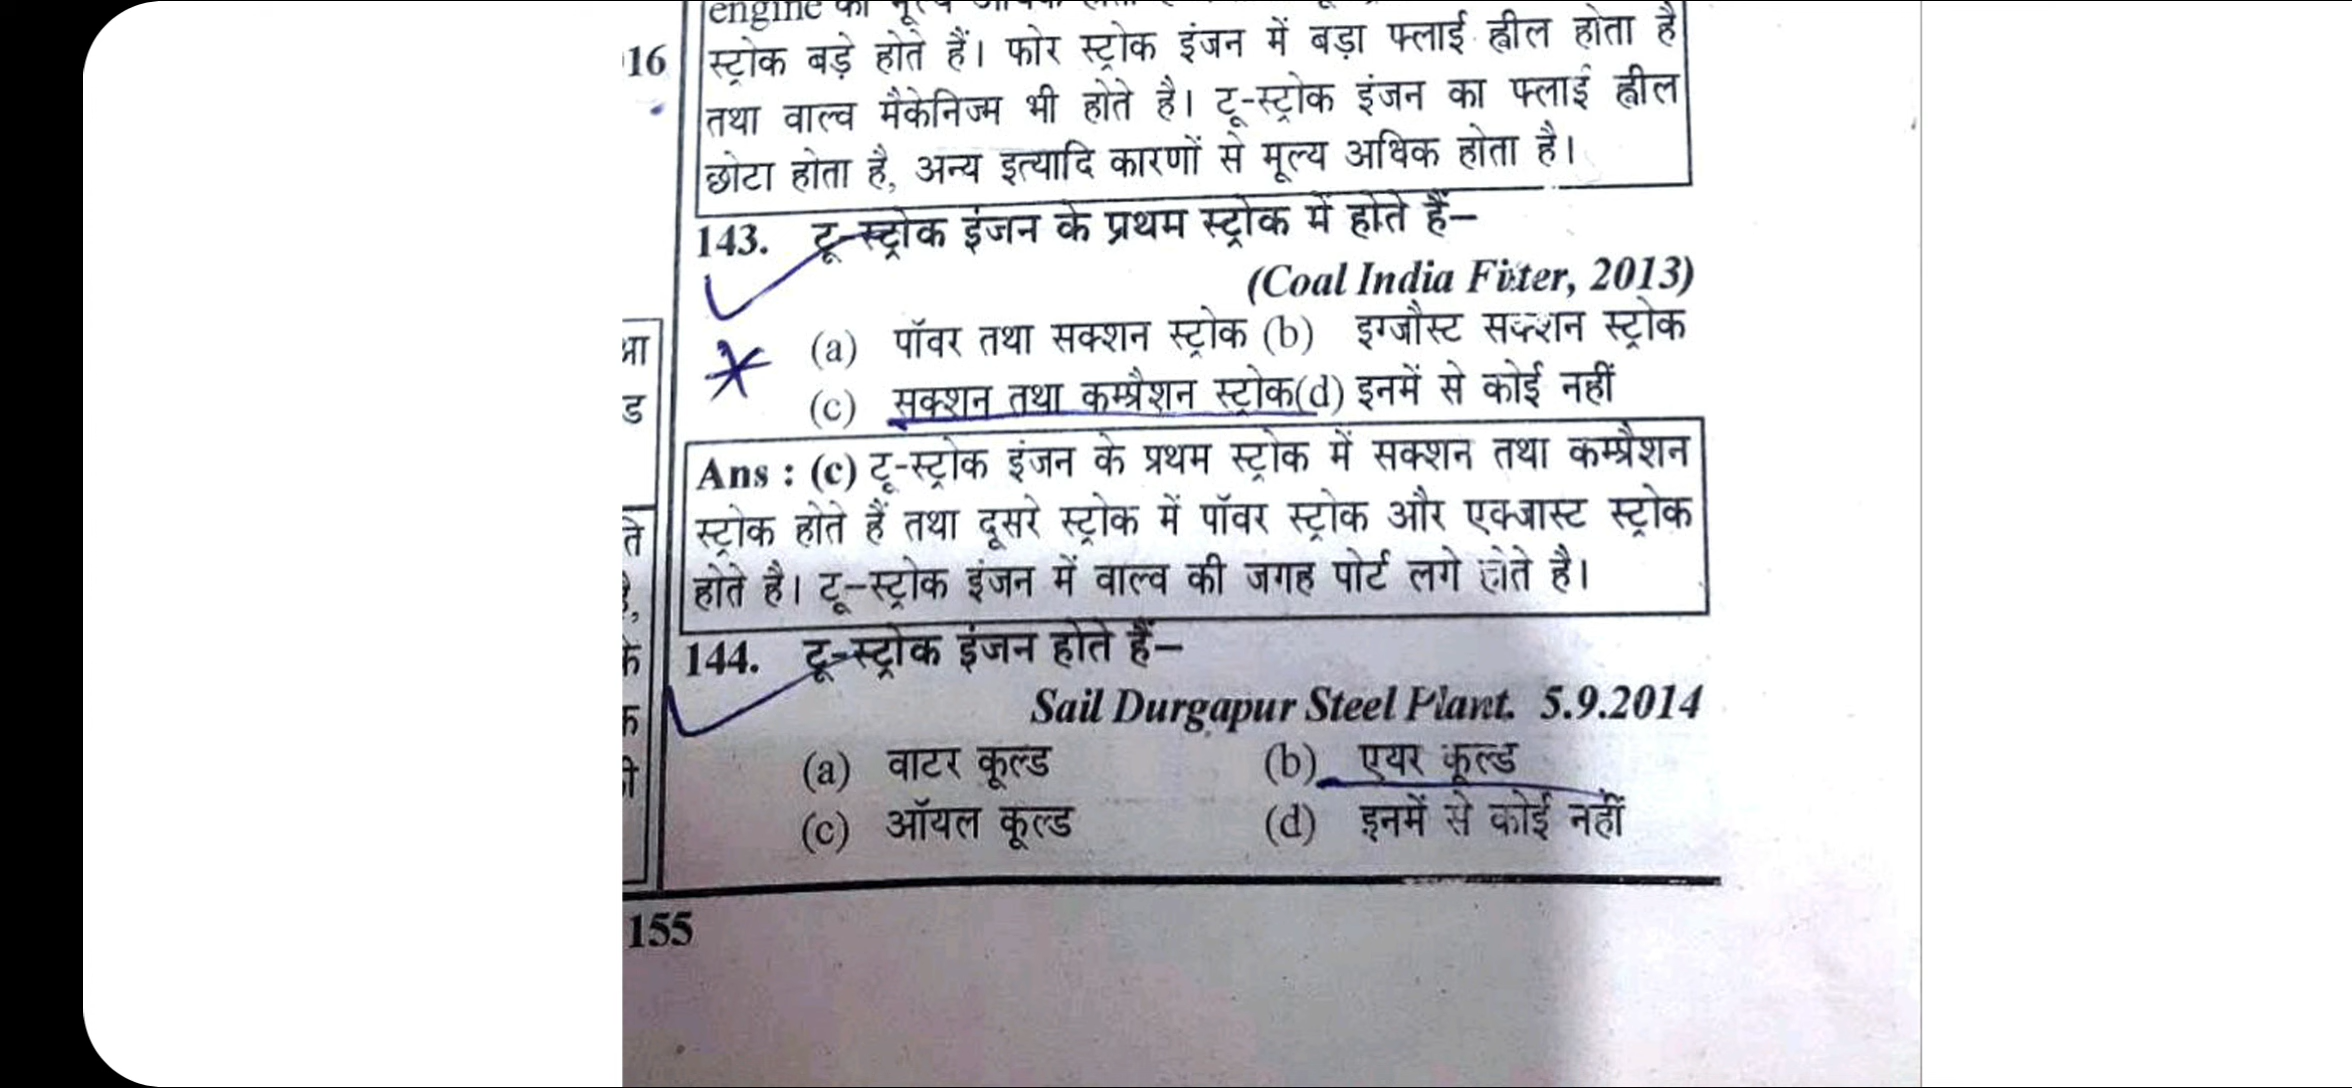 engine का मूल्य
16
स्ट्रोक बड़े होते हैं। फोर स्ट्रोक इंजन में बड़ा फ्लाई ह्वील होता है
तथा वाल्व मैकेनिज्म भी होते है। टू-स्ट्रोक इंजन का फ्लाई ह्वील
छोटा होता है, अन्य इत्यादि कारणों से मूल्य अधिक होता है।
143. टू-स्ट्रोक इंजन के प्रथम स्ट्रोक में होते हैं–
(Coal India Fitter, 2013)
(a) पॉवर तथा सक्शन स्ट्रोक (b) इग्जौस्ट सक्शन स्ट्रोक
(c) सक्शन तथा कम्प्रैशन स्ट्रोक(d) इनमें से कोई नहीं
Ans : (c) टू-स्ट्रोक इंजन के प्रथम स्ट्रोक में सक्शन तथा कम्प्रैशन
स्ट्रोक होते हैं तथा दूसरे स्ट्रोक में पॉवर स्ट्रोक और एक्जास्ट स्ट्रोक
होते है। टू–स्ट्रोक इंजन में वाल्व की जगह पोर्ट लगे होते है।
144. टू-स्ट्रोक इंजन होते हैं–
Sail Durgapur Steel Plant. 5.9.2014
(a) वाटर कूल्ड (b) एयर कूल्ड
(c) ऑयल कूल्ड (d) इनमें से कोई नहीं
155